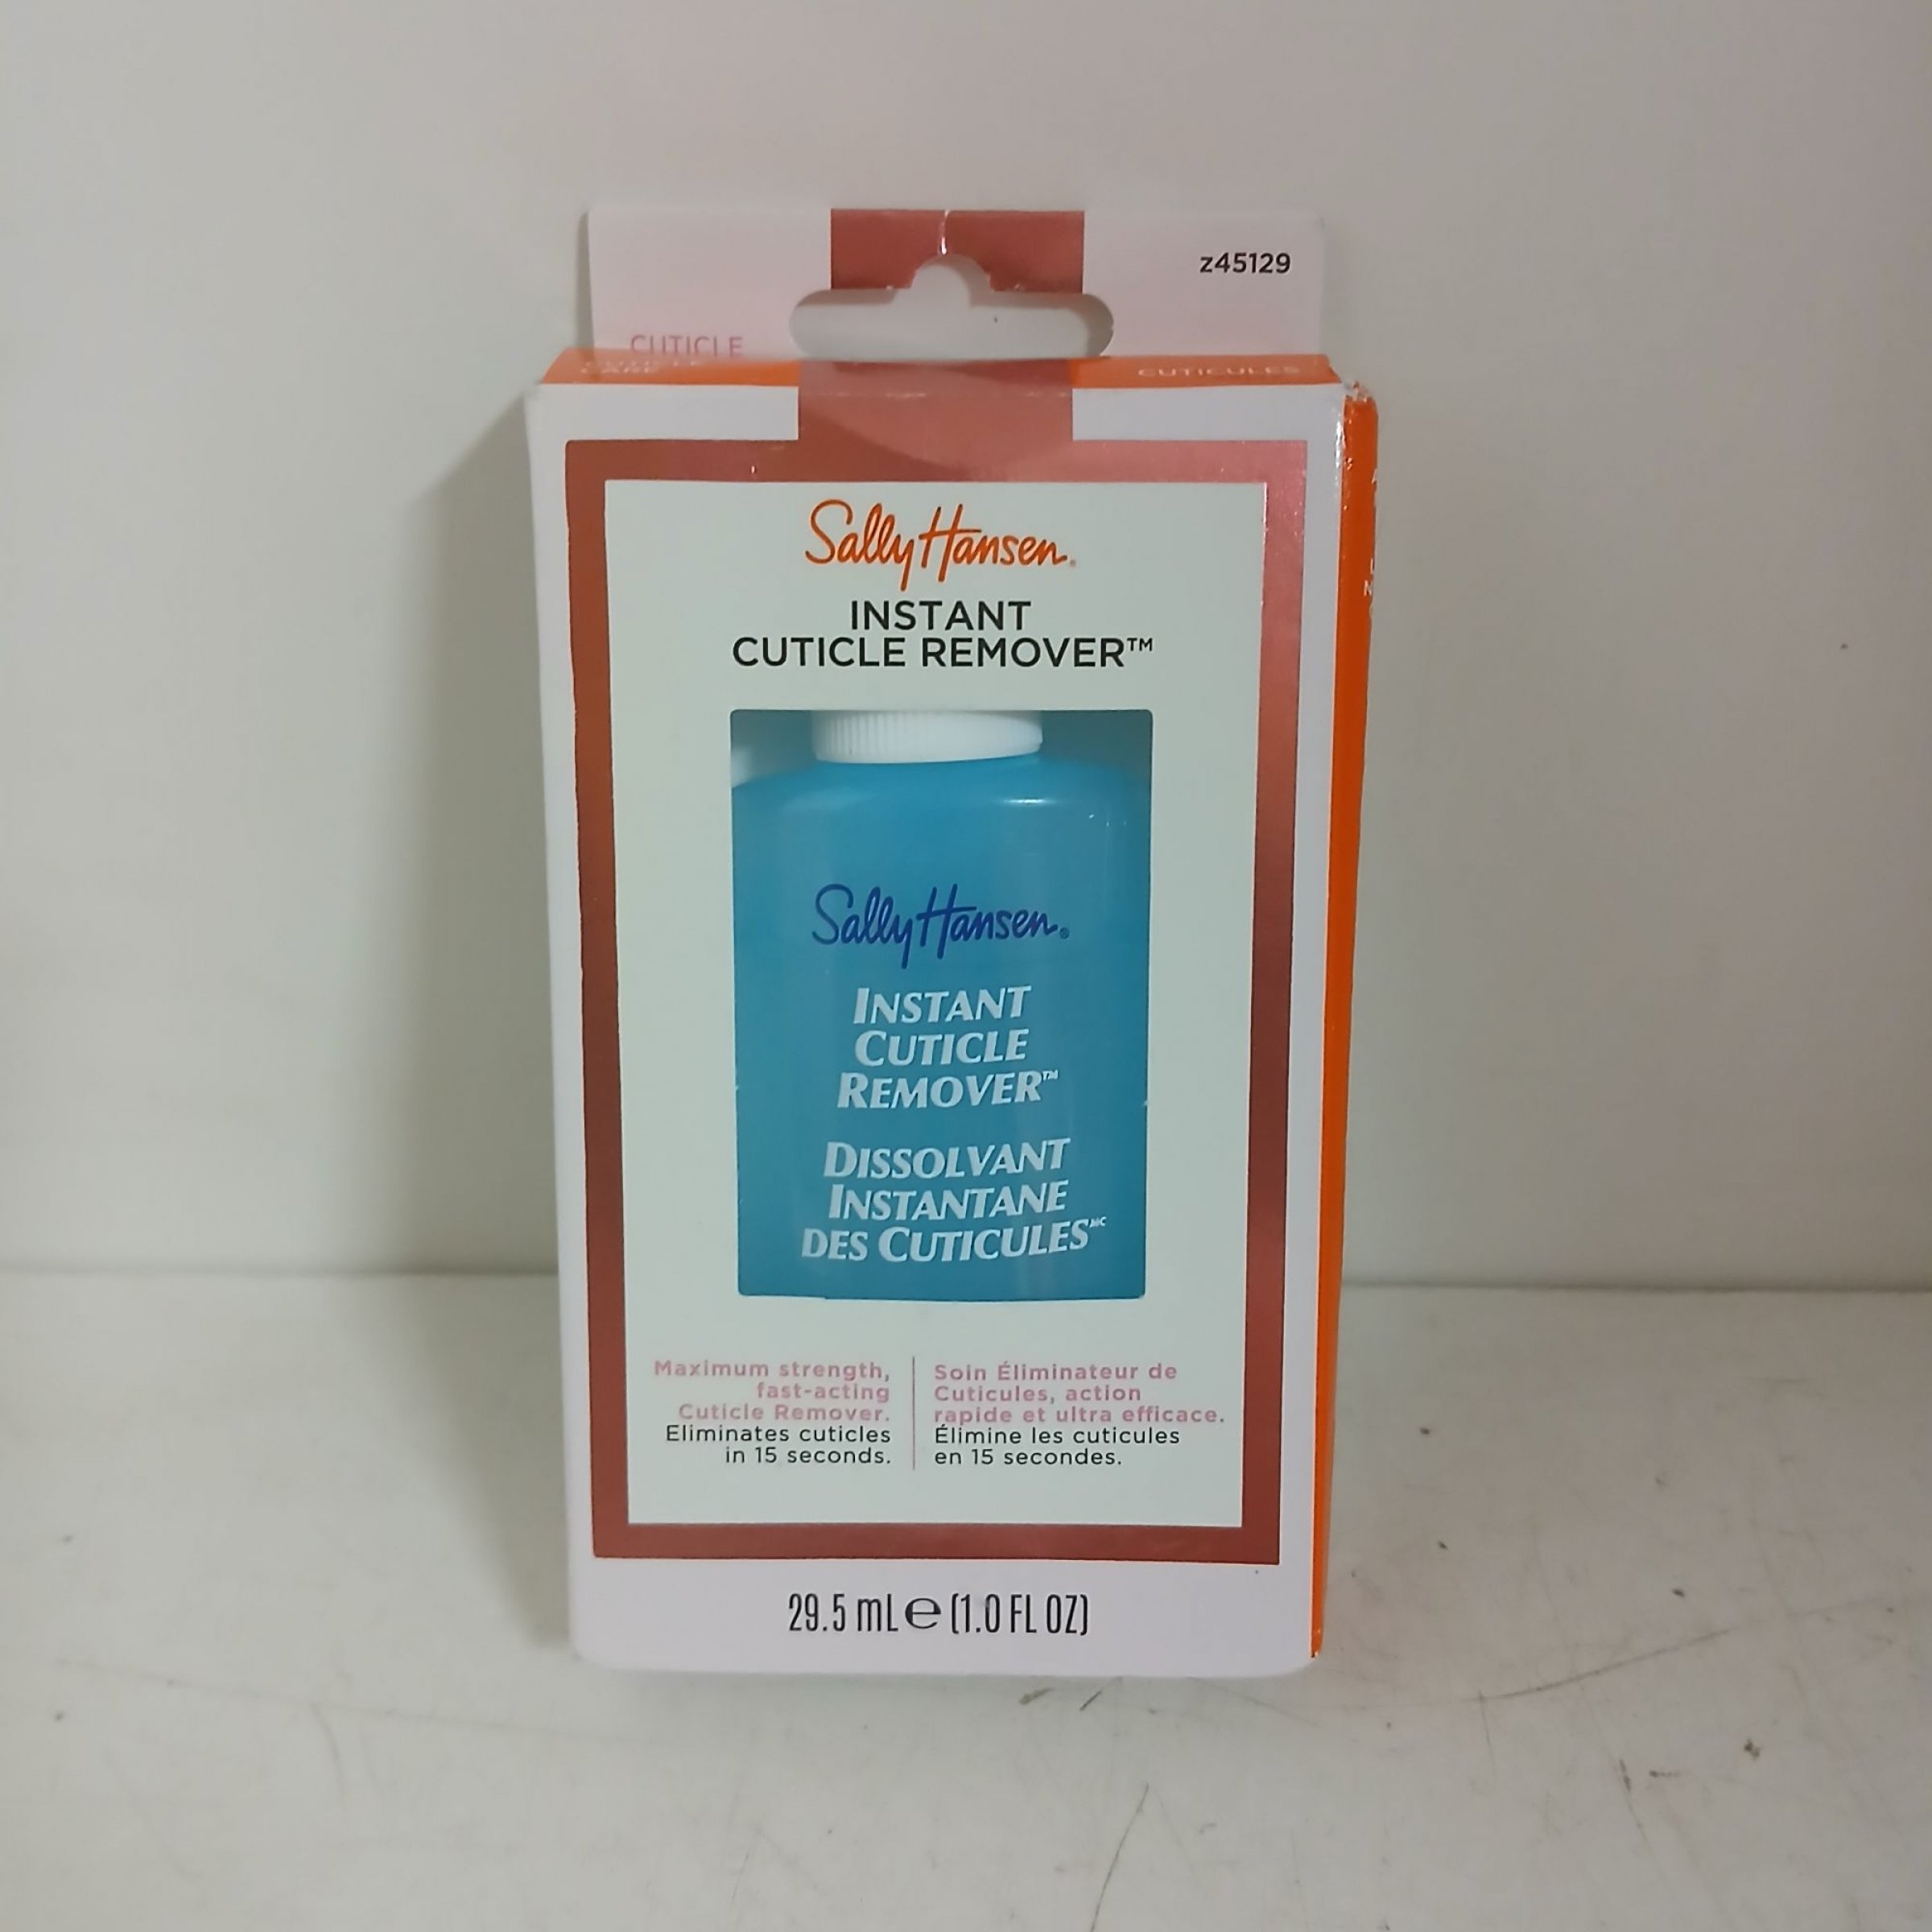 z45129
CUTICLE
CUTICULES
Sally Hansen®
INSTANT
CUTICLE REMOVER™
Sally Hansen®
INSTANT
CUTICLE
REMOVER™
DISSOLVANT
INSTANTANE
DES CUTICULES MC
Maximum strength,
fast-acting
Cuticle Remover.
Eliminates cuticles
in 15 seconds.
Soin Éliminateur de
Cuticules, action
rapide et ultra efficace.
Élimine les cuticules
en 15 secondes.
29.5 mL e (1.0 FL OZ)